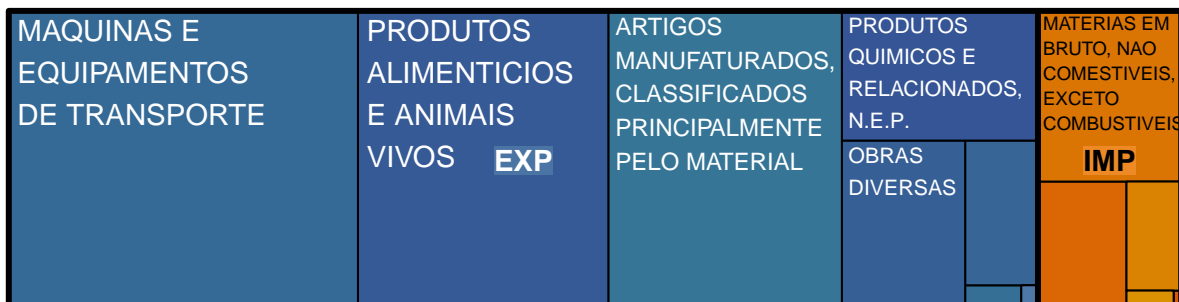 MAQUINAS E
EQUIPAMENTOS
DE TRANSPORTE
PRODUTOS
ALIMENTICIOS
E ANIMAIS
VIVOS
EXP
ARTIGOS
MANUFATURADOS,
CLASSIFICADOS
PRINCIPALMENTE
PELO MATERIAL
PRODUTOS
QUIMICOS E
RELACIONADOS,
N.E.P.
OBRAS
DIVERSAS
MATERIAS EM
BRUTO, NAO
COMESTIVEIS,
EXCETO
COMBUSTIVEIS
IMP